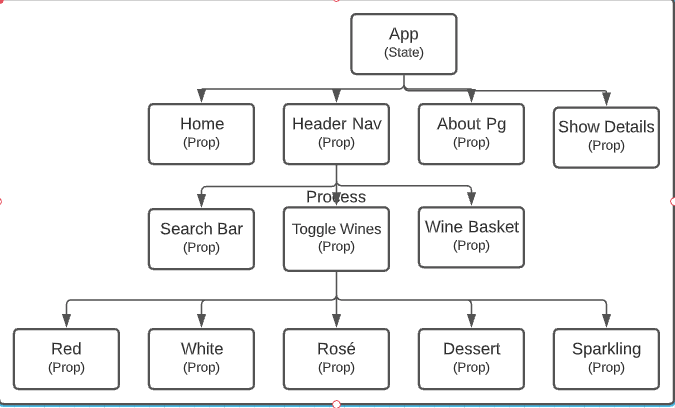 App
(State)
Home
(Prop)
Header Nav
(Prop)
About Pg
(Prop)
Show Details
(Prop)
Process
Search Bar
(Prop)
Toggle Wines
(Prop)
Wine Basket
(Prop)
Red
(Prop)
White
(Prop)
Rosé
(Prop)
Dessert
(Prop)
Sparkling
(Prop)